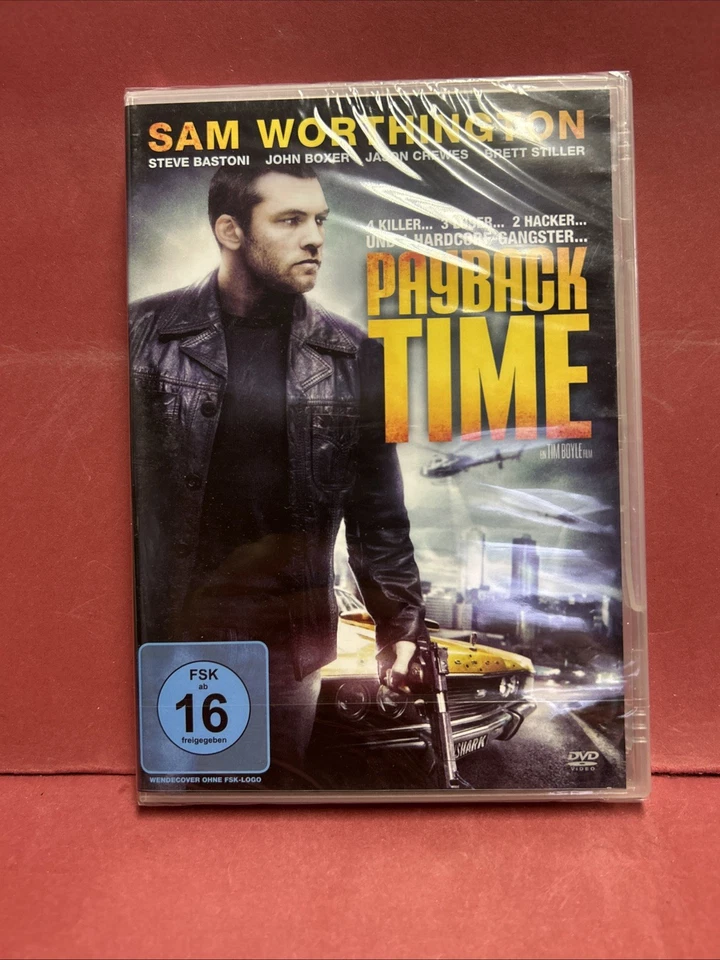 SAM WORTHINGTON
STEVE BASTONI JOHN BOXER JASON CREWES BRETT STILLER
4 KILLER... 3 LOSER... 2 HACKER...
UND 1 HARDCORE-GANGSTER...
PAYBACK
TIME
EIN TIM BOYLE FILM
FSK
ab
16
freigegeben
SHARK
DVD
VIDEO
WENDECOVER OHNE FSK-LOGO